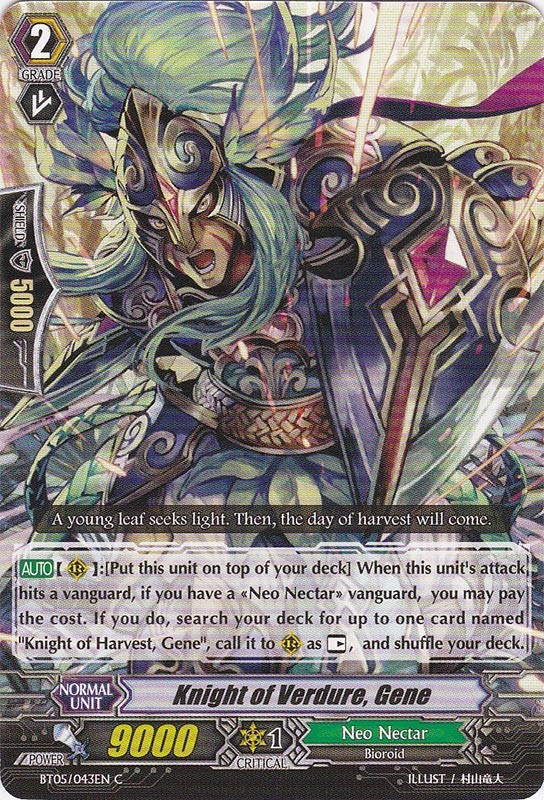 2
GRADE
SHIELD
5000
A young leaf seeks light. Then, the day of harvest will come.
AUTO【 R 】:[Put this unit on top of your deck] When this unit's attack
hits a vanguard, if you have a «Neo Nectar» vanguard, you may pay
the cost. If you do, search your deck for up to one card named
"Knight of Harvest, Gene", call it to R as , and shuffle your deck.
NORMAL
UNIT
Knight of Verdure, Gene
POWER
9000
1
CRITICAL
Neo Nectar
Bioroid
BT05/043EN C
ILLUST / 村山竜大